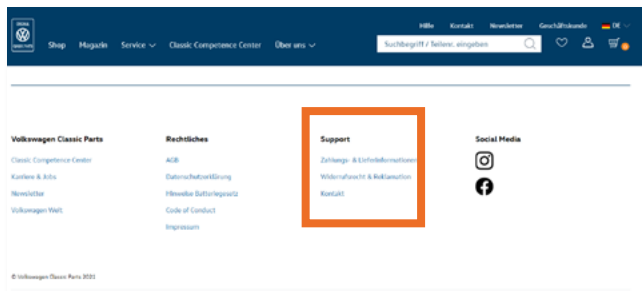 Hilfe Kontakt Newsletter Geschäftskunde DE
Shop Magazin Service Classic Competence Center Über uns Suchbegriff / Teilenr. eingeben
Volkswagen Classic Parts
Classic Competence Center
Karriere & Jobs
Newsletter
Volkswagen Welt
Rechtliches
AGB
Datenschutzerklärung
Hinweise Batteriegesetz
Code of Conduct
Impressum
Support
Zahlungs- & Lieferinformationen
Widerrufsrecht & Reklamation
Kontakt
Social Media
© Volkswagen Classic Parts